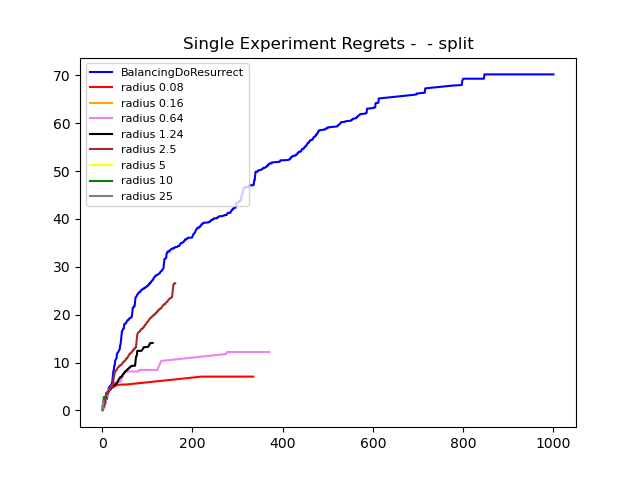 Single Experiment Regrets -  - split
BalancingDoResurrect
radius 0.08
radius 0.16
radius 0.64
radius 1.24
radius 2.5
radius 5
radius 10
radius 25
70
60
50
40
30
20
10
0
0 200 400 600 800 1000